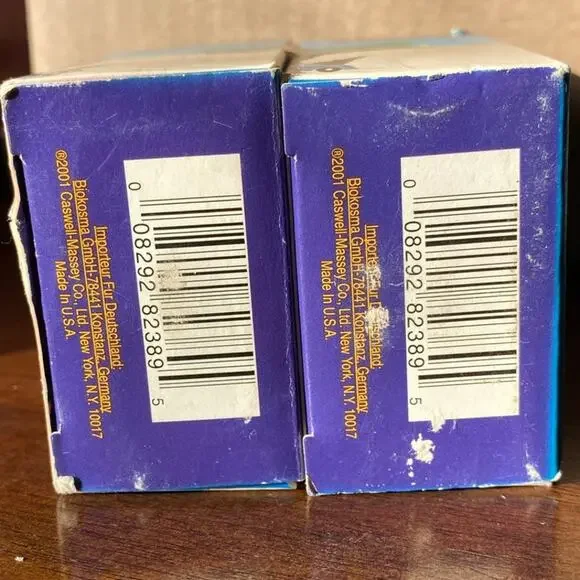 Importeur Fur Deutschland:
Biokosma GmbH-78441 Konstanz, Germany
®2001 Caswell-Massey Co., Ltd. New York, N.Y. 10017
Made In U.S.A.
0 08292 82389 5
Importeur Fur Deutschland:
Biokosma GmbH-78441 Konstanz, Germany
®2001 Caswell-Massey Co., Ltd. New York, N.Y. 10017
Made In U.S.A.
0 08292 82389 5